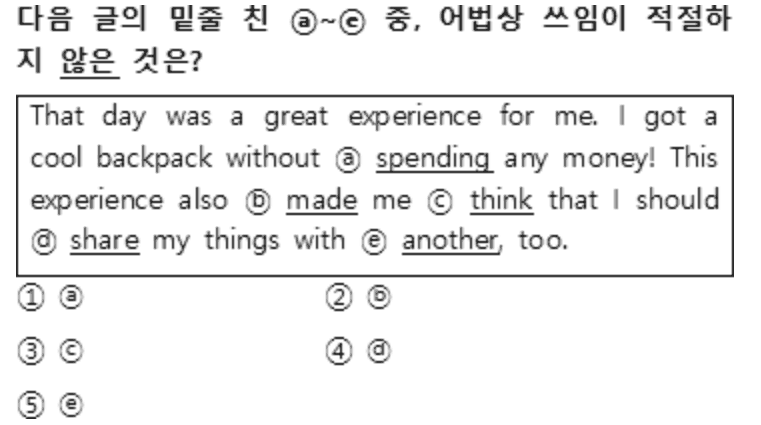 다음 글의 밑줄 친 ⓐ~ⓔ 중, 어법상 쓰임이 적절하
지 않은 것은?
That day was a great experience for me. I got a
cool backpack without ⓐ spending any money! This
experience also ⓑ made me ⓒ think that I should
ⓓ share my things with ⓔ another, too.
① ⓐ ② ⓑ
③ ⓒ ④ ⓓ
⑤ ⓔ